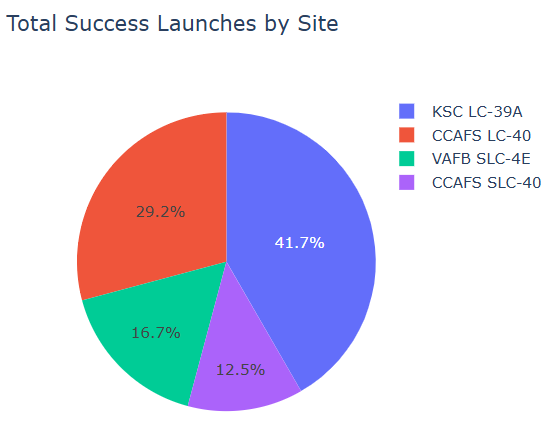 Total Success Launches by Site
KSC LC-39A
CCAFS LC-40
VAFB SLC-4E
CCAFS SLC-40
29.2%
41.7%
16.7%
12.5%